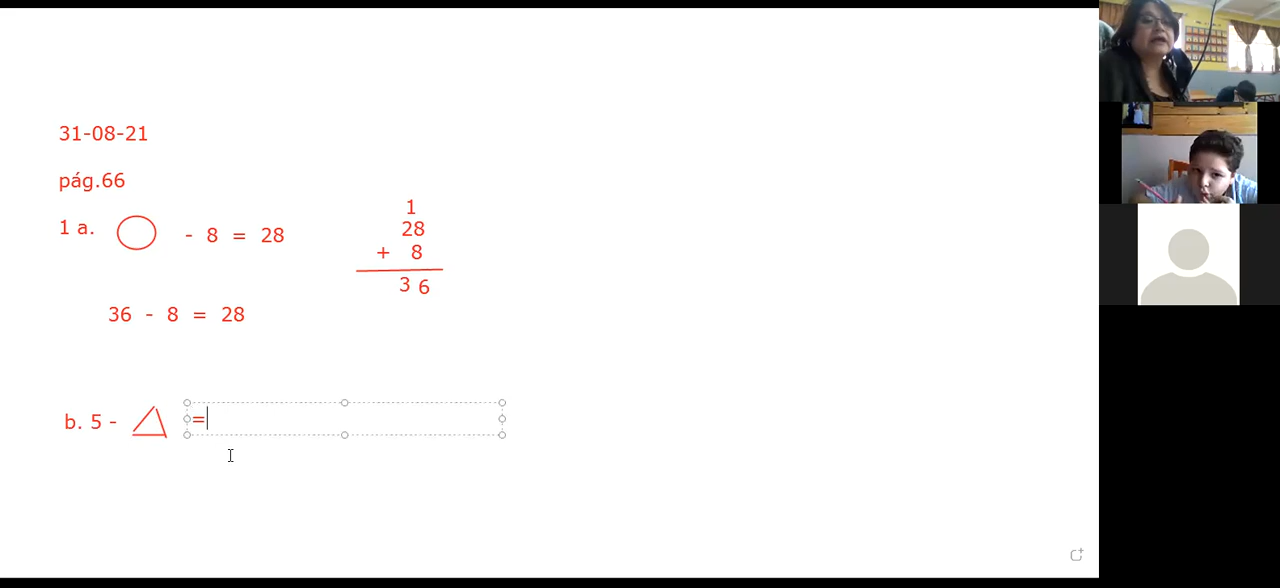 31-08-21
pág.66
1 a. - 8 = 28
1
28
+ 8
3 6
36 - 8 = 28
b. 5 - =